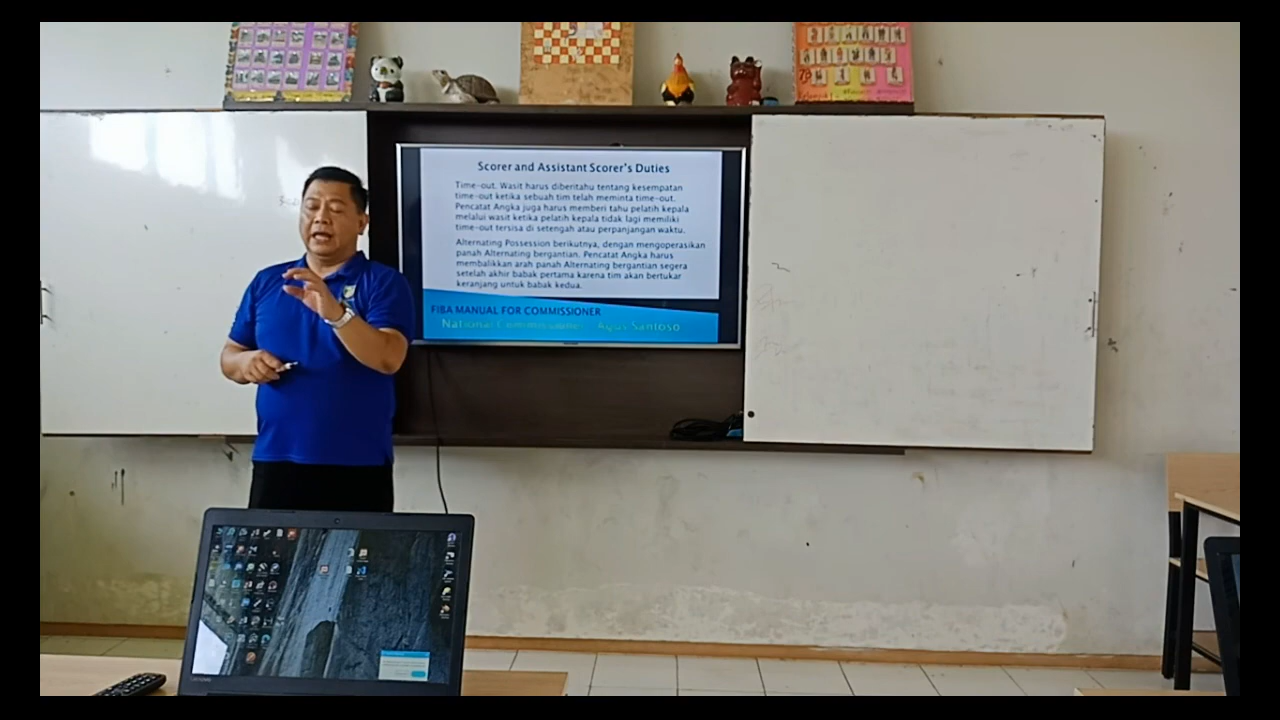 Scorer and Assistant Scorer's Duties
Time-out. Wasit harus diberitahu tentang kesempatan
time-out ketika sebuah tim telah meminta time-out.
Pencatat Angka juga harus memberi tahu pelatih kepala
melalui wasit ketika pelatih kepala tidak lagi memiliki
time-out tersisa di setengah atau perpanjangan waktu.
Alternating Possession berikutnya, dengan mengoperasikan
panah Alternating bergantian. Pencatat Angka harus
membalikkan arah panah Alternating bergantian segera
setelah akhir babak pertama karena tim akan bertukar
keranjang untuk babak kedua.
FIBA MANUAL FOR COMMISSIONER
National Commissioner Agus Santoso